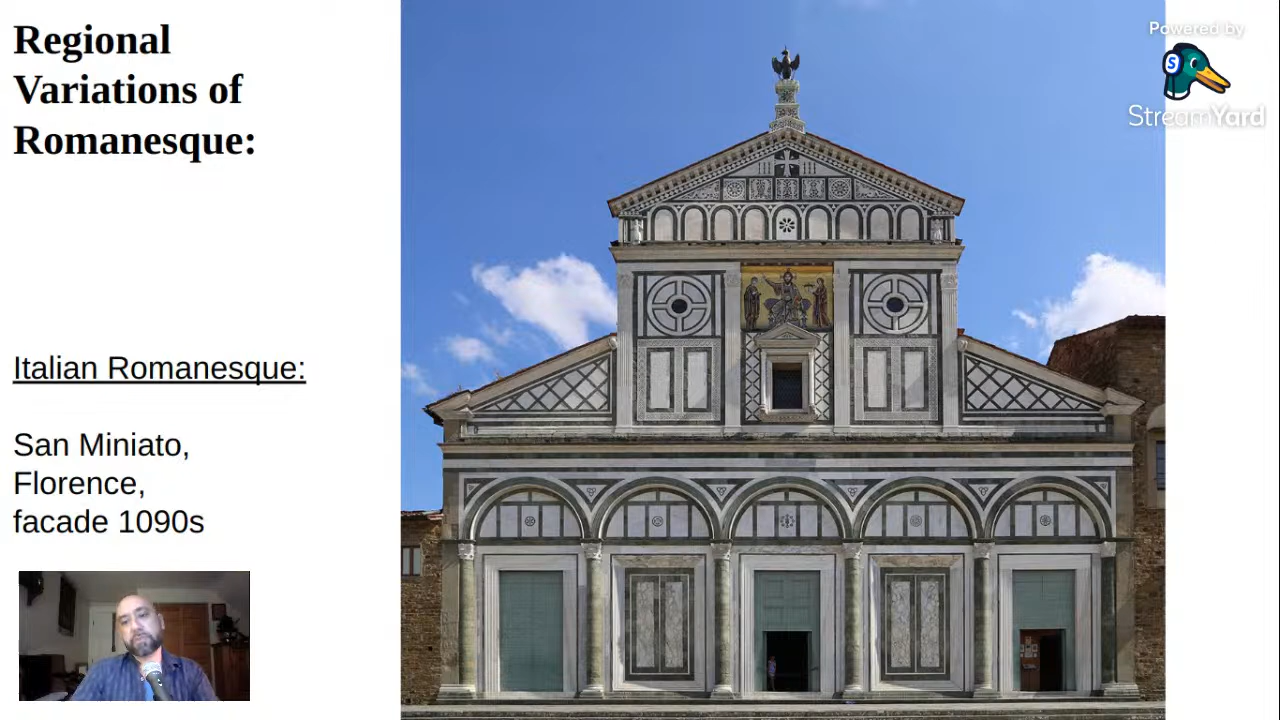 Regional
Variations of
Romanesque:
Italian Romanesque:
San Miniato,
Florence,
facade 1090s
Powered by
S
StreamYard